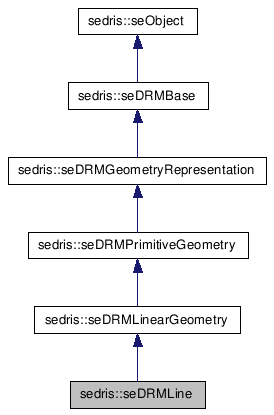 sedris::seObject
sedris::seDRMBase
sedris::seDRMGeometryRepresentation
sedris::seDRMPrimitiveGeometry
sedris::seDRMLinearGeometry
sedris::seDRMLine